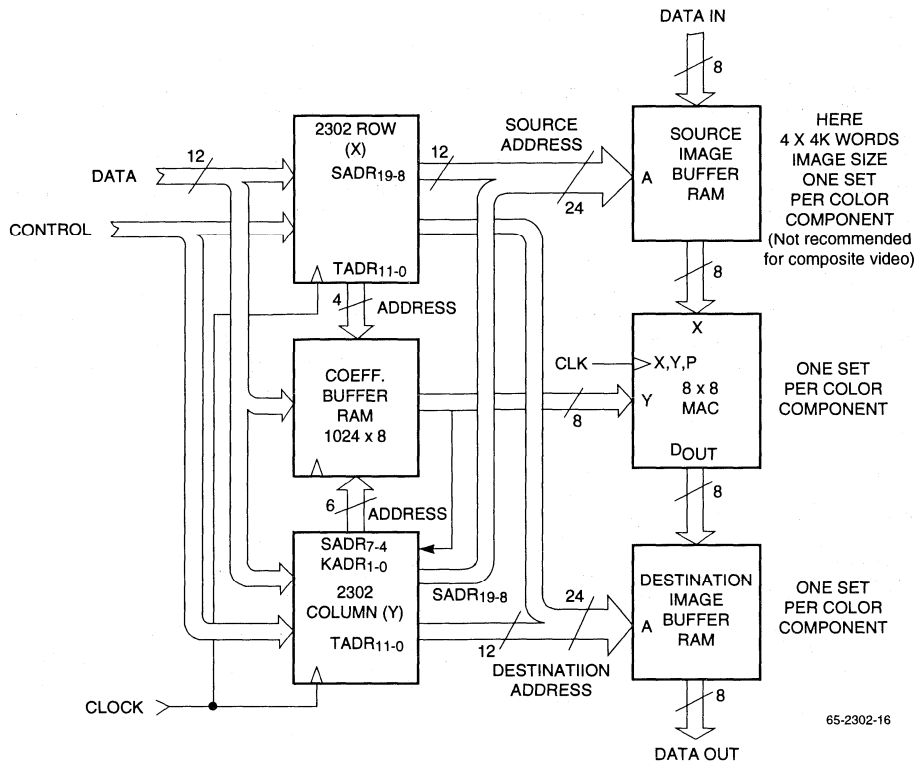 DATA IN
8
2302 ROW
(X)
SADR19-8
TADR11-0
12
DATA
CONTROL
12
SOURCE
ADDRESS
24
A
SOURCE
IMAGE
BUFFER
RAM
HERE
4 X 4K WORDS
IMAGE SIZE
ONE SET
PER COLOR
COMPONENT
(Not recommended
for composite video)
8
4
ADDRESS
COEFF.
BUFFER
RAM
1024 x 8
8
CLK
X
X,Y,P
Y
8 x 8
MAC
DOUT
ONE SET
PER COLOR
COMPONENT
8
6
ADDRESS
SADR7-4
KADR1-0
2302
COLUMN (Y)
TADR11-0
SADR19-8
12
24
DESTINATIION
ADDRESS
A
DESTINATION
IMAGE
BUFFER
RAM
ONE SET
PER COLOR
COMPONENT
CLOCK
8
DATA OUT
65-2302-16